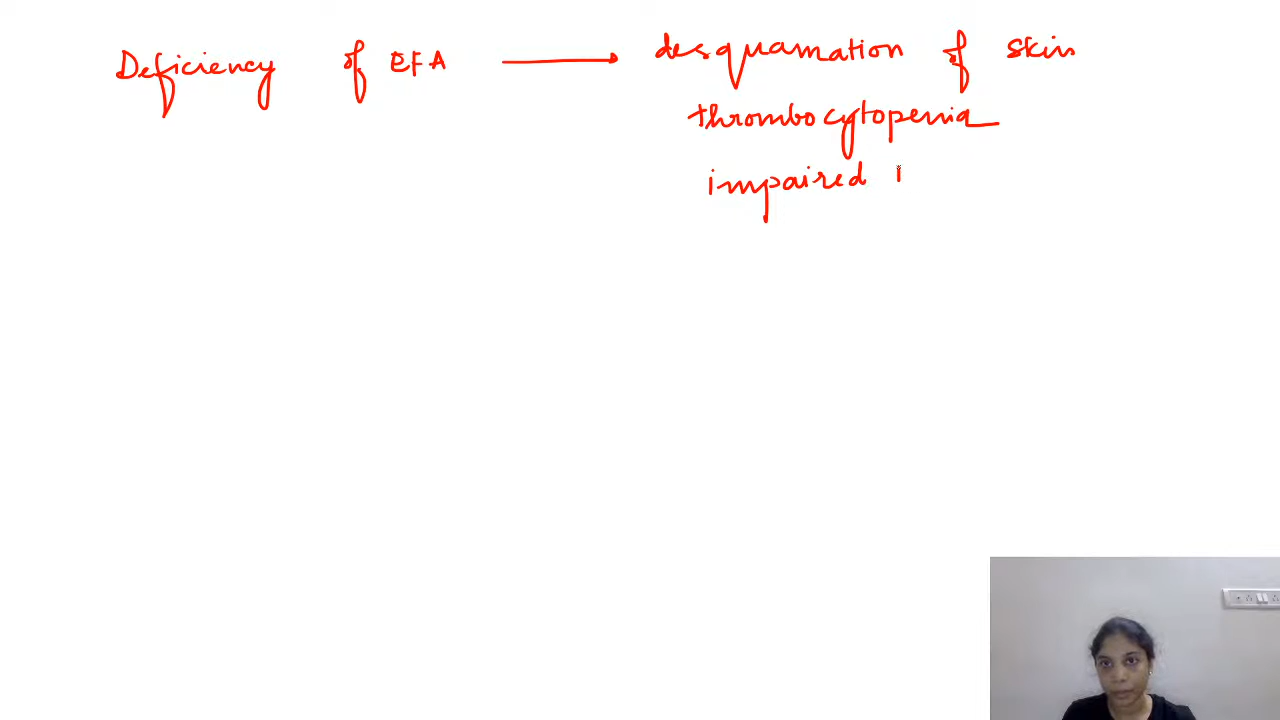 Deficiency of EFA → desquamation of skin
thrombocytopenia
impaired i